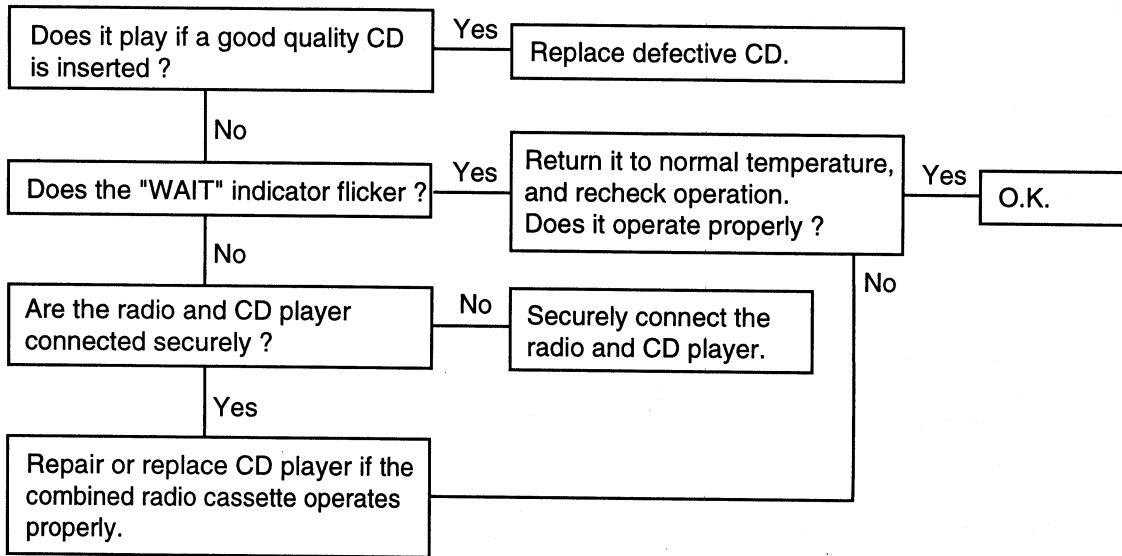 Does it play if a good quality CD
is inserted ?
Yes
Replace defective CD.
No
Does the "WAIT" indicator flicker ?
Yes
Return it to normal temperature,
and recheck operation.
Does it operate properly ?
Yes
O.K.
No
No
Are the radio and CD player
connected securely ?
No
Securely connect the
radio and CD player.
Yes
Repair or replace CD player if the
combined radio cassette operates
properly.